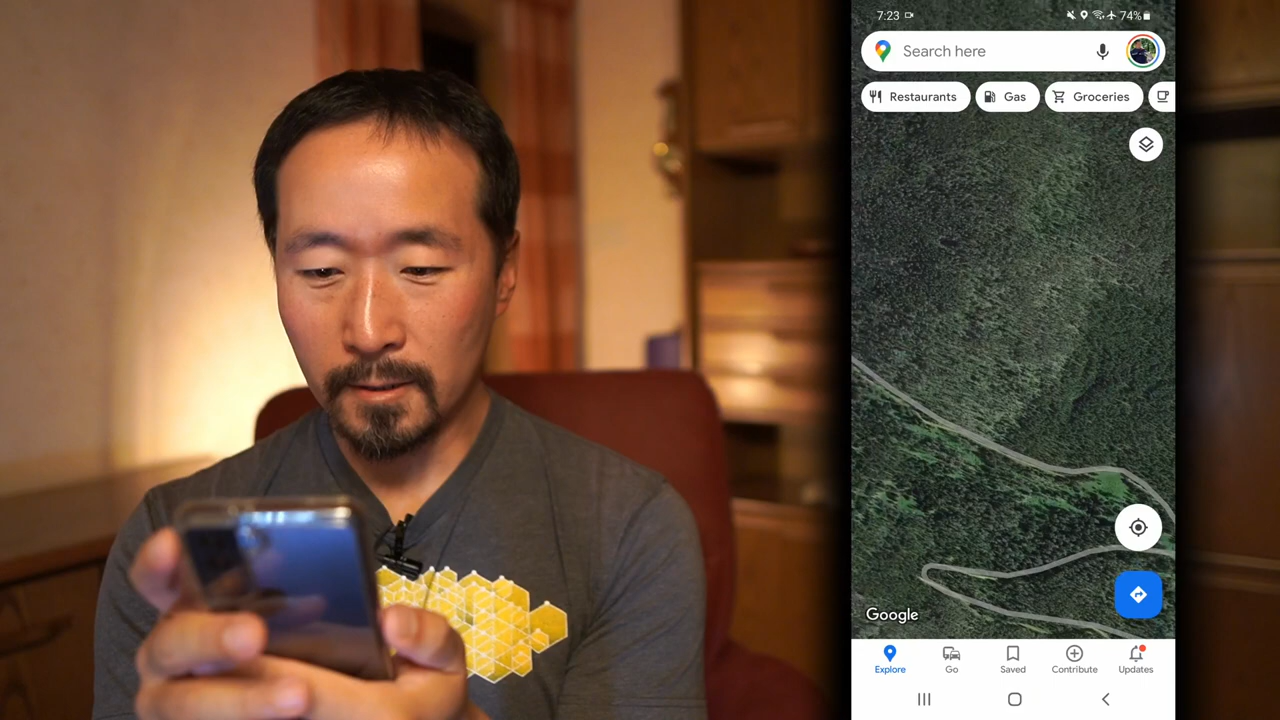 7:23
74%
Search here
Restaurants
Gas
Groceries
Google
Explore
Go
Saved
Contribute
Updates